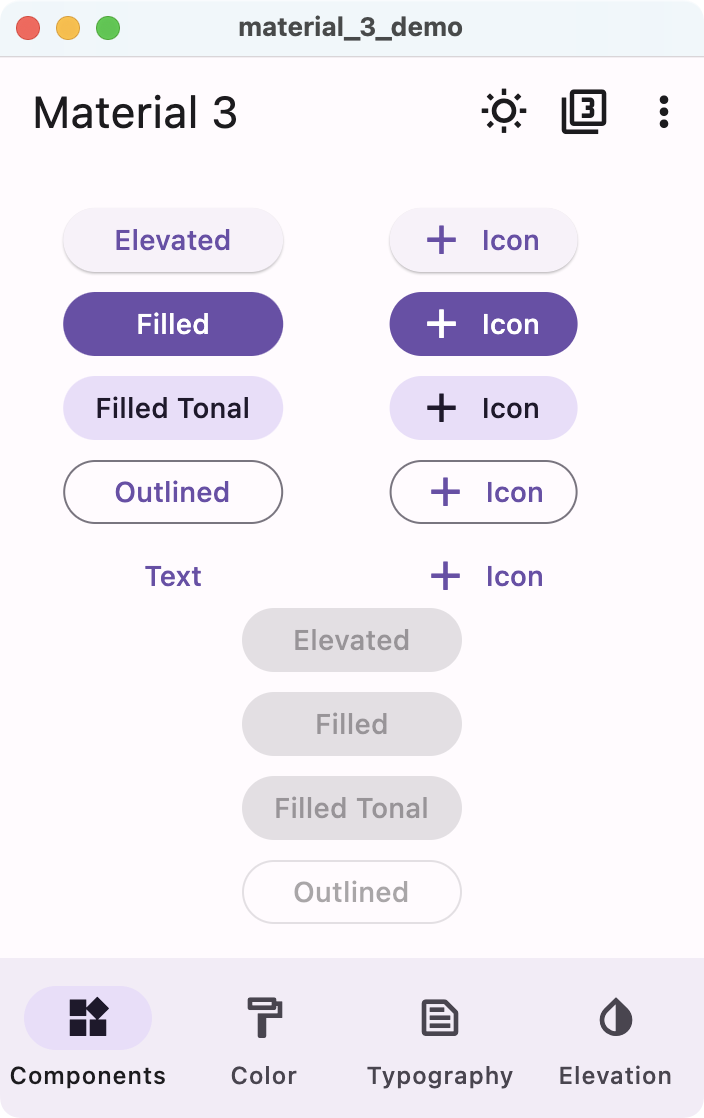 material_3_demo
Material 3
3
Elevated
Icon
Filled
Icon
Filled Tonal
Icon
Outlined
Icon
Text
Icon
Elevated
Filled
Filled Tonal
Outlined
Components
Color
Typography
Elevation